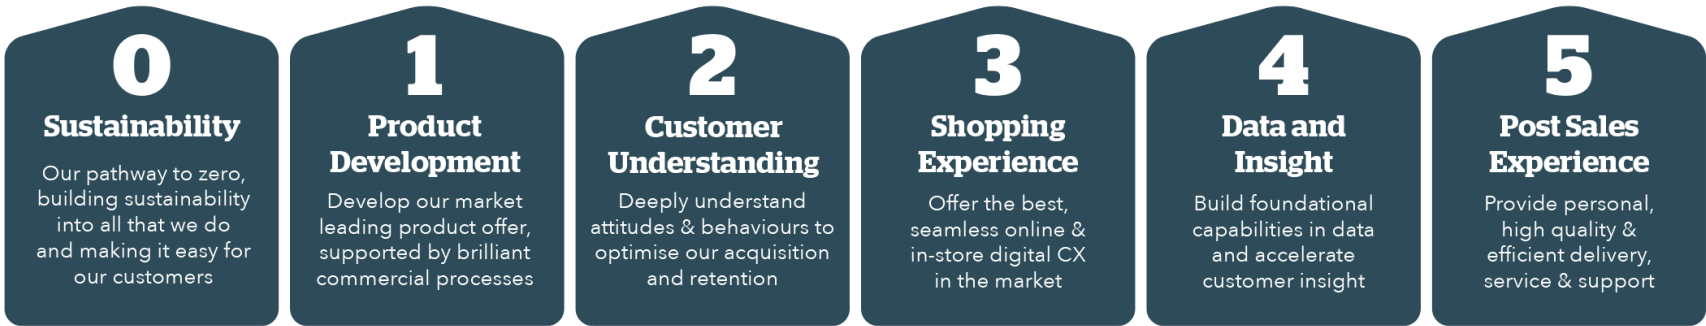 0
Sustainability
Our pathway to zero,
building sustainability
into all that we do
and making it easy for
our customers
1
Product
Development
Develop our market
leading product offer,
supported by brilliant
commercial processes
2
Customer
Understanding
Deeply understand
attitudes & behaviours to
optimise our acquisition
and retention
3
Shopping
Experience
Offer the best,
seamless online &
in-store digital CX
in the market
4
Data and
Insight
Build foundational
capabilities in data
and accelerate
customer insight
5
Post Sales
Experience
Provide personal,
high quality &
efficient delivery,
service & support